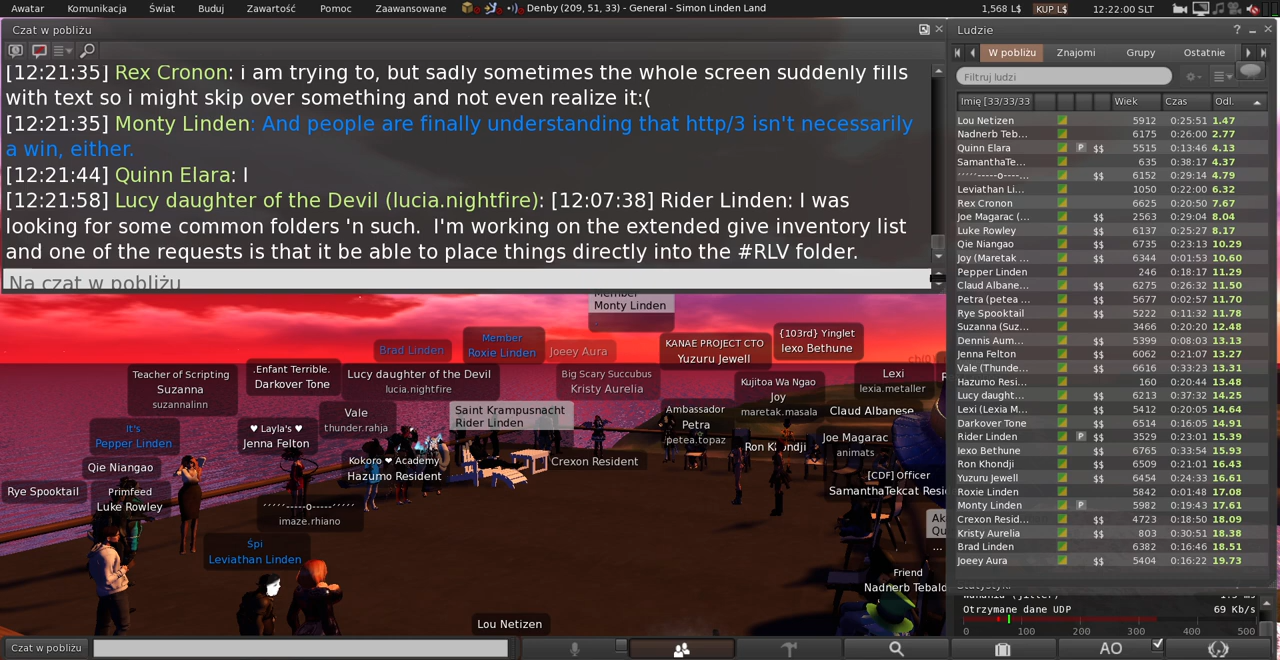 Awatar Komunikacja Świat Buduj Zawartość Pomoc Zaawansowane Denby (209, 51, 33) - General - Simon Linden Land 1,568 L$ KUP L$ 12:22:00 SLT
Czat w pobliżu
[12:21:35] Rex Cronon: i am trying to, but sadly sometimes the whole screen suddenly fills
with text so i might skip over something and not even realize it:(
[12:21:35] Monty Linden: And people are finally understanding that http/3 isn't necessarily
a win, either.
[12:21:44] Quinn Elara: I
[12:21:58] Lucy daughter of the Devil (lucia.nightfire): [12:07:38] Rider Linden: I was
looking for some common folders 'n such.  I'm working on the extended give inventory list
and one of the requests is that it be able to place things directly into the #RLV folder.
Na czat w pobliżu
Member
Monty Linden
Brad Linden
Member
Roxie Linden
Joeey Aura
KANAE PROJECT CTO
Yuzuru Jewell
{103rd} Yinglet
Iexo Bethune
Teacher of Scripting
Suzanna
suzannalinn
.Enfant Terrible.
Darkover Tone
Lucy daughter of the Devil
lucia.nightfire
Big Scary Succubus
Kristy Aurelia
Kujitoa Wa Ngao
Joy
maretak.masala
Lexi
lexia.metaller
It's
Pepper Linden
♥ Layla's ♥
Jenna Felton
Vale
thunder.rahja
Saint Krampusnacht
Rider Linden
Ambassador
Petra
petea.topaz
Claud Albanese
Ron Khondji
Joe Magarac
animats
Qie Niangao
Kokoro ❤ Academy
Hazumo Resident
Crexon Resident
Rye Spooktail
Primfeed
Luke Rowley
′′′′′-----o-----′′′′′
imaze.rhiano
[CDF] Officer
SamanthaTekcat Resi
Śpi
Leviathan Linden
Ak
Qu
...
Friend
Nadnerb Tebald
Lou Netizen
Ludzie
W pobliżu Znajomi Grupy Ostatnie
Filtruj ludzi
Imię [33/33/33 Wiek Czas Odl.
Lou Netizen 5912 0:25:51 1.47
Nadnerb Teb... 6175 0:26:00 2.77
Quinn Elara P $$ 5515 0:13:46 4.13
SamanthaTe... 635 0:38:17 4.37
′′′′′-----o----... $$ 6152 0:29:14 4.79
Leviathan Li... 1050 0:22:00 6.32
Rex Cronon 6625 0:20:50 7.67
Joe Magarac (... $$ 2563 0:29:04 8.04
Luke Rowley $$ 6137 0:25:27 8.17
Qie Niangao $$ 6735 0:23:13 10.29
Joy (Maretak ... $$ 6344 0:01:53 10.60
Pepper Linden 246 0:18:17 11.29
Claud Albane... $$ 6275 0:26:32 11.50
Petra (petea ... $$ 5677 0:02:57 11.70
Rye Spooktail $$ 5222 0:11:32 11.78
Suzanna (Suz... 3466 0:20:20 12.48
Dennis Aum... $$ 5399 0:08:03 13.13
Jenna Felton $$ 6062 0:21:07 13.27
Vale (Thunde... $$ 6616 0:33:23 13.31
Hazumo Resi... 160 0:20:44 13.48
Lucy daught... $$ 6213 0:37:32 14.25
Lexi (Lexia M... $$ 5412 0:20:05 14.64
Darkover Tone $$ 6514 0:16:05 14.91
Rider Linden P $$ 3529 0:23:01 15.39
Iexo Bethune $$ 6765 0:33:54 15.93
Ron Khondji $$ 6509 0:21:01 16.43
Yuzuru Jewell $$ 6454 0:24:33 16.61
Roxie Linden 5842 0:01:48 17.08
Monty Linden P 5982 0:19:43 17.61
Crexon Resid... $$ 4723 0:18:50 18.09
Kristy Aurelia $$ 803 0:30:51 18.38
Brad Linden 6382 0:16:46 18.51
Joeey Aura $$ 5404 0:16:22 19.73
Otrzymane dane UDP 69 Kb/s
0 100 200 300 400 500
Czat w pobliżu
AO